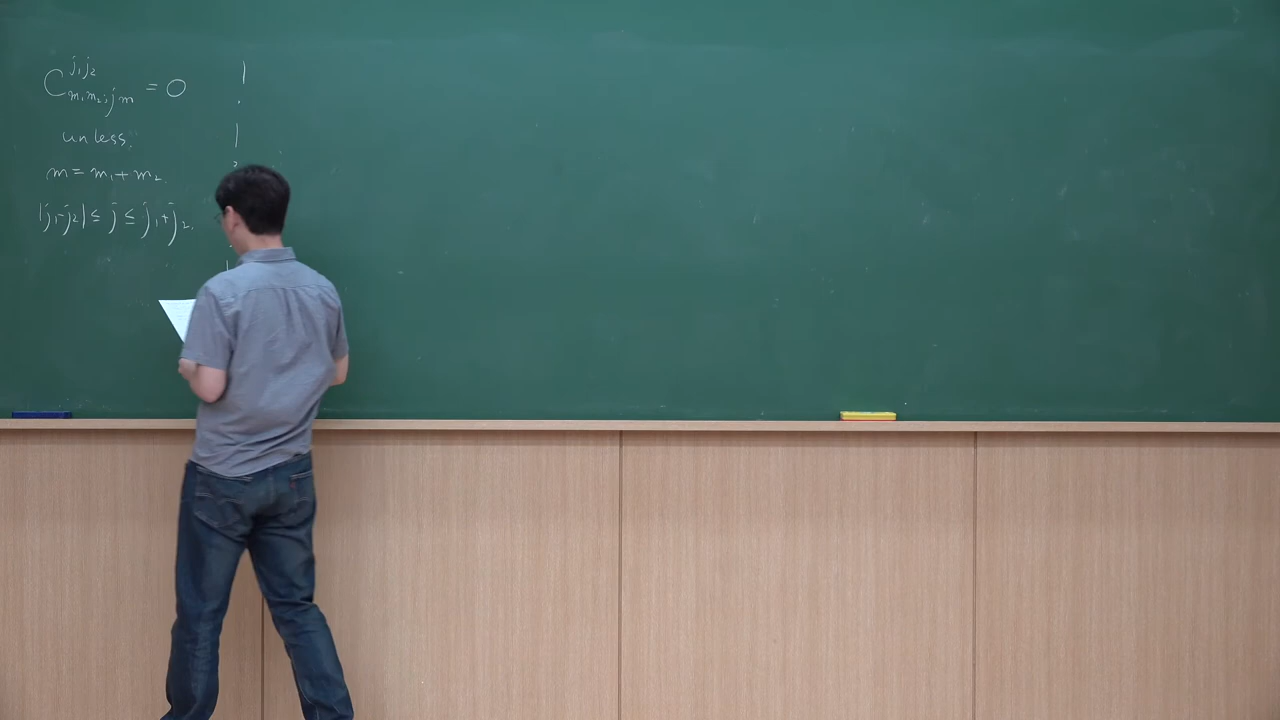 C^{j₁j₂}_{m₁m₂;jm} = 0
unless
m = m₁ + m₂.
|j₁-j₂| ≤ j ≤ j₁+j₂.